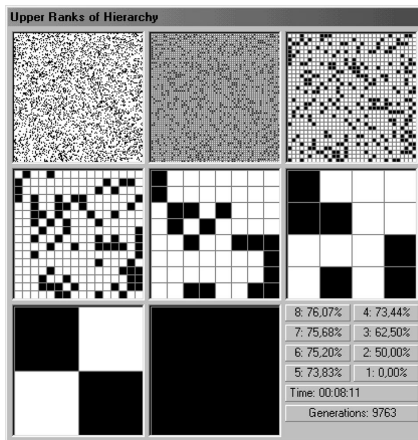 Upper Ranks of Hierarchy
8: 76,07% 4: 73,44%
7: 75,68% 3: 62,50%
6: 75,20% 2: 50,00%
5: 73,83% 1: 0,00%
Time: 00:08:11
Generations: 9763